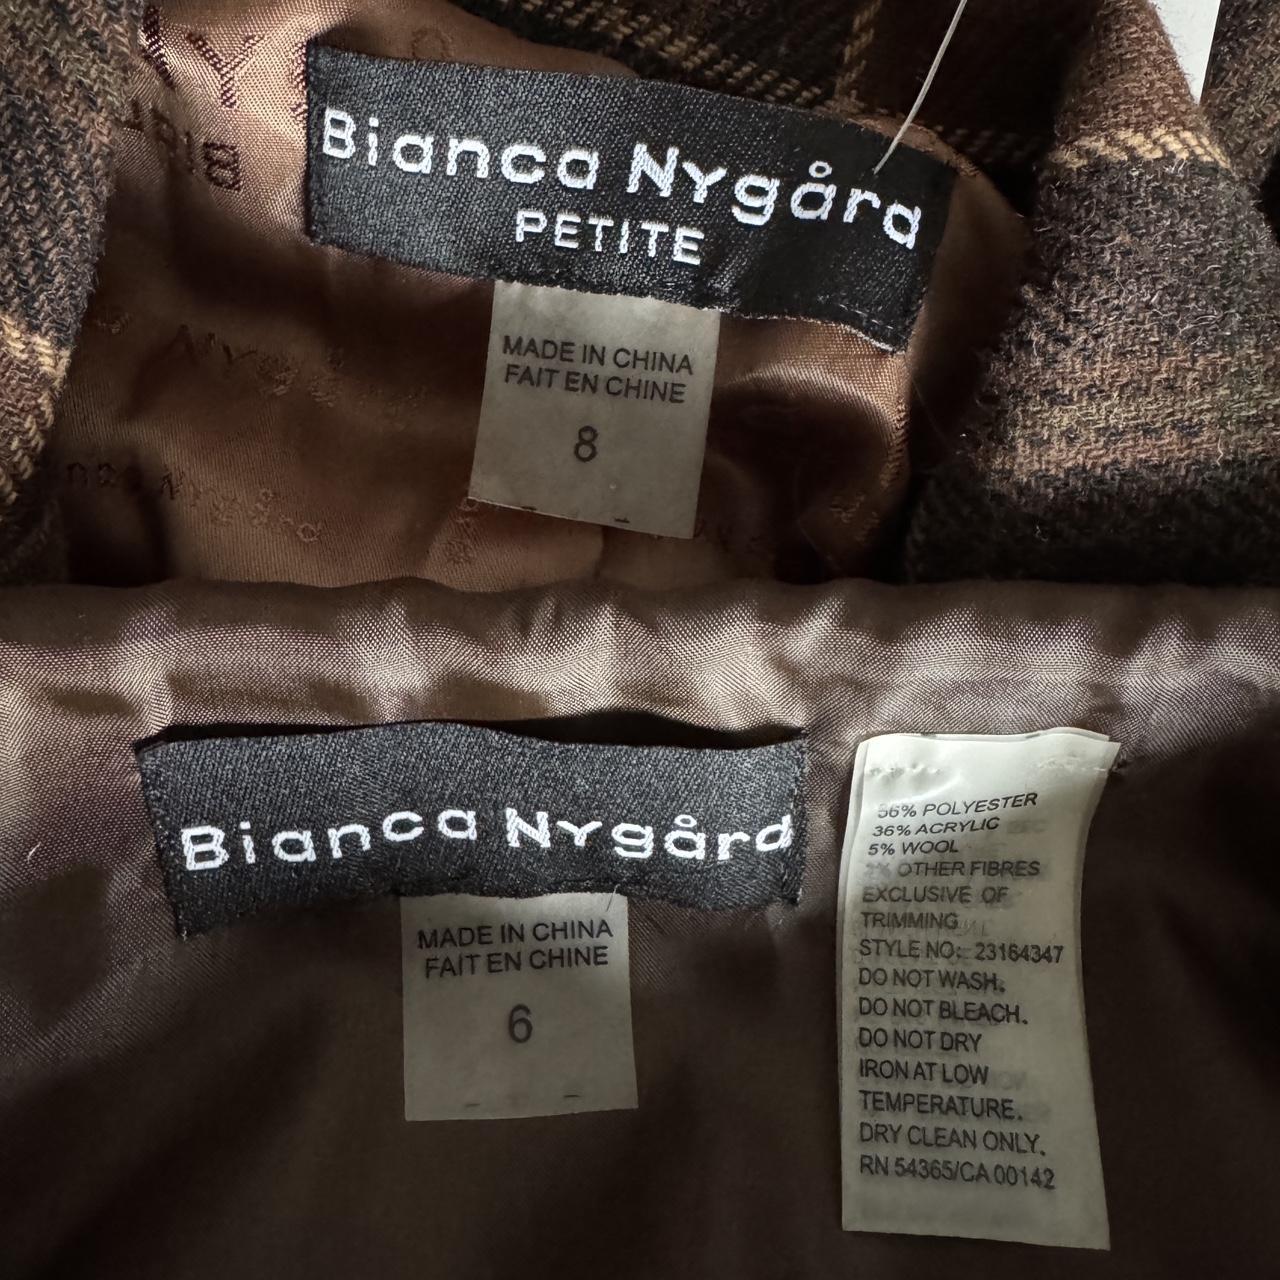 Bianca Nygård
PETITE
MADE IN CHINA
FAIT EN CHINE
8
Nygård
Bianca Nygård
MADE IN CHINA
FAIT EN CHINE
6
56% POLYESTER
36% ACRYLIC
5% WOOL
OTHER FIBRES
EXCLUSIVE OF
TRIMMING
STYLE NO: 23164347
DO NOT WASH.
DO NOT BLEACH.
DO NOT DRY
IRON AT LOW
TEMPERATURE.
DRY CLEAN ONLY.
RN 54365/CA 00142